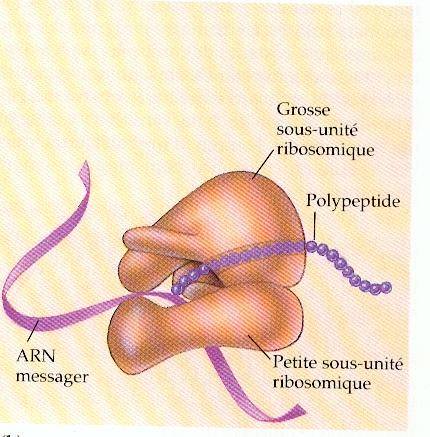 Grosse
sous-unité
ribosomique
Polypeptide
ARN
messager
Petite sous-unité
ribosomique